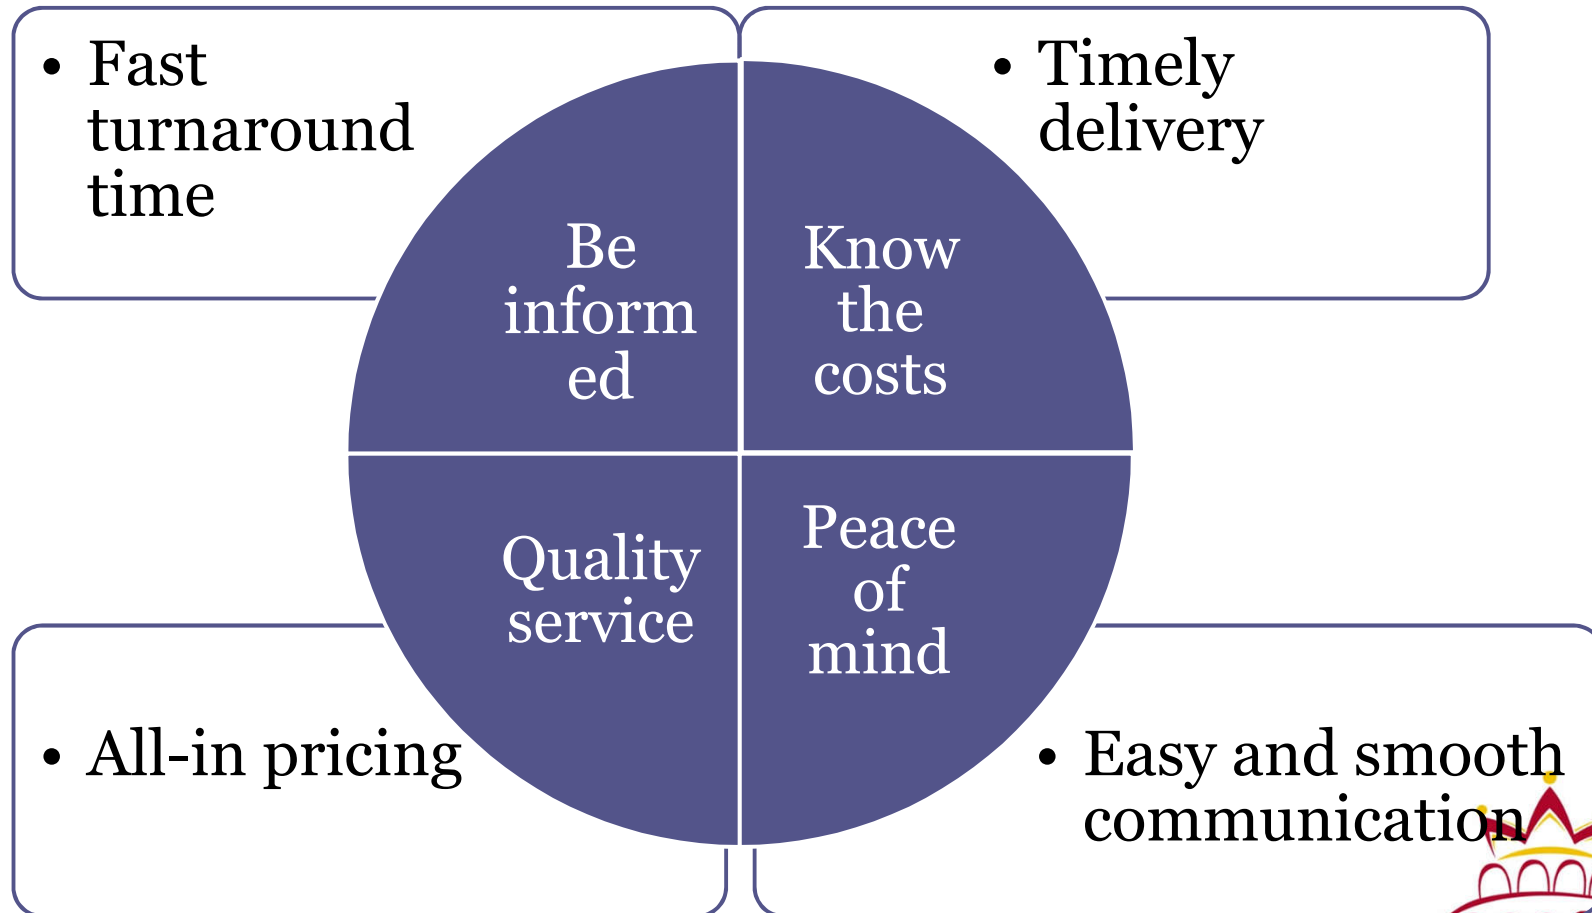 • Fast
turnaround
time
• Timely
delivery
Be
inform
ed
Know
the
costs
Quality
service
Peace
of
mind
• All-in pricing
• Easy and smooth
communication